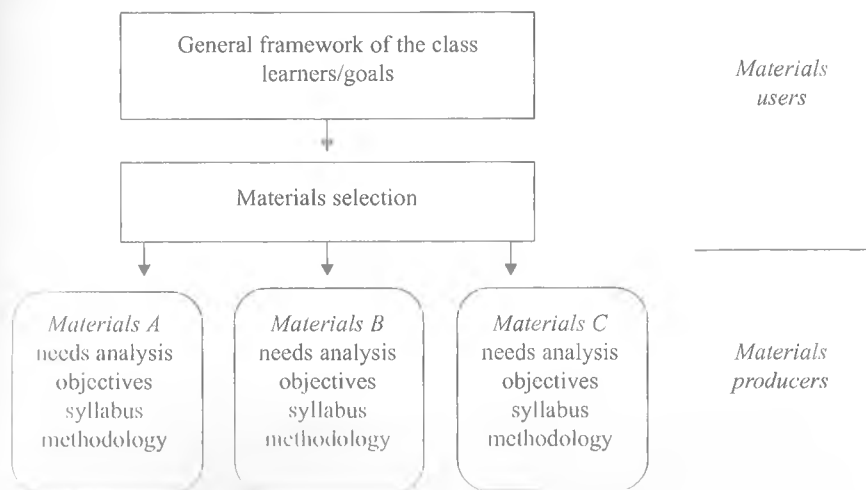 General framework of the class
learners/goals
Materials
users
Materials selection
Materials A
needs analysis
objectives
syllabus
methodology
Materials B
needs analysis
objectives
syllabus
methodology
Materials C
needs analysis
objectives
syllabus
methodology
Materials
producers